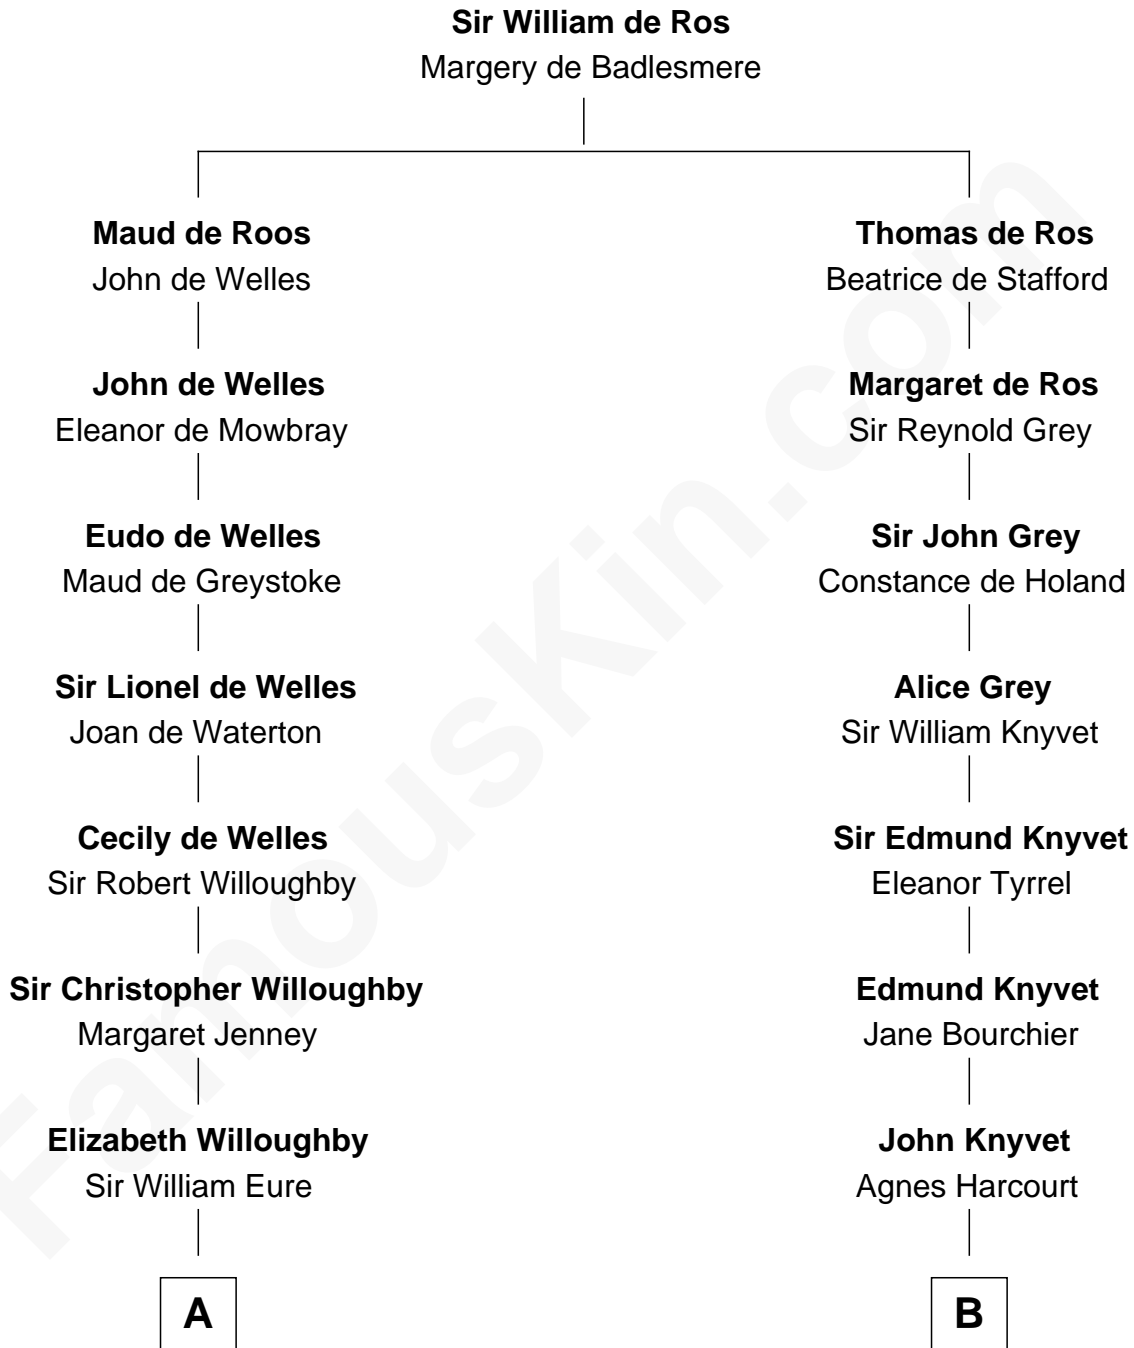 Sir William de Ros
Margery de Badlesmere
Maud de Roos
John de Welles
John de Welles
Eleanor de Mowbray
Eudo de Welles
Maud de Greystoke
Sir Lionel de Welles
Joan de Waterton
Cecily de Welles
Sir Robert Willoughby
Sir Christopher Willoughby
Margaret Jenney
Elizabeth Willoughby
Sir William Eure
A
Thomas de Ros
Beatrice de Stafford
Margaret de Ros
Sir Reynold Grey
Sir John Grey
Constance de Holand
Alice Grey
Sir William Knyvet
Sir Edmund Knyvet
Eleanor Tyrrel
Edmund Knyvet
Jane Bourchier
John Knyvet
Agnes Harcourt
B
FamousKin.com